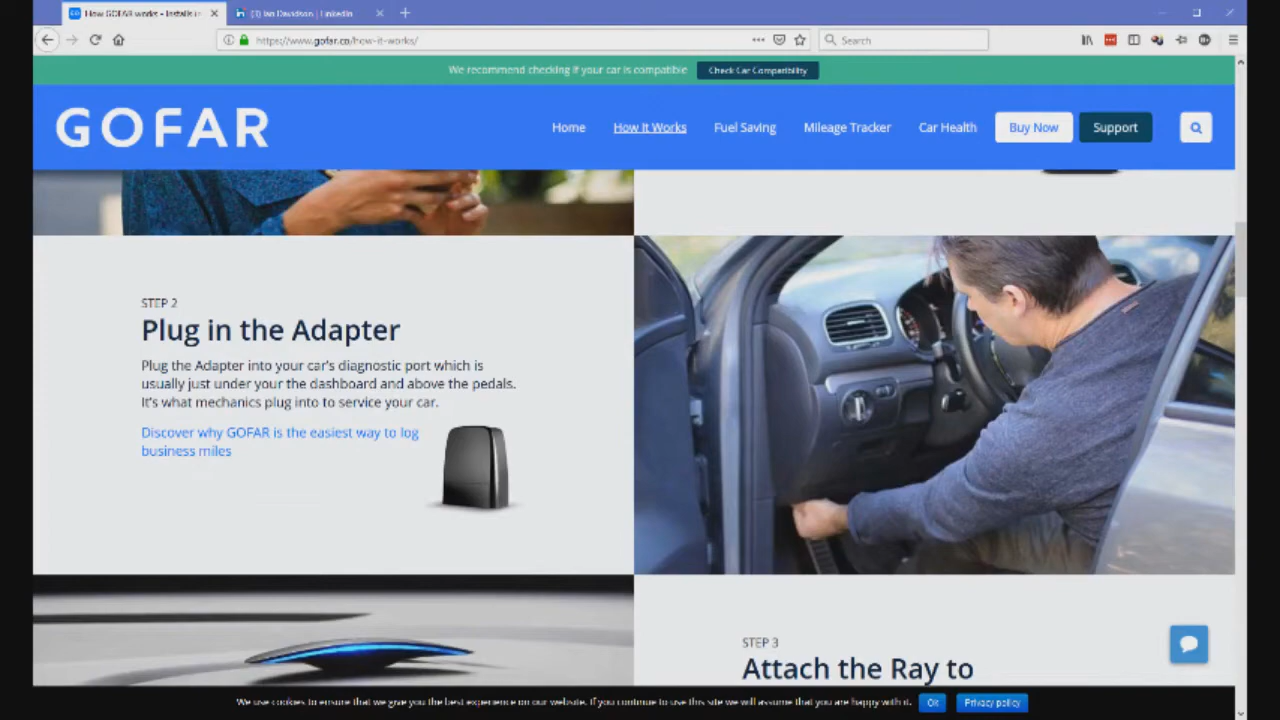 How GOFAR works - Installs i
(3) Ian Davidson | LinkedIn
https://www.gofar.co/how-it-works/
Search
We recommend checking if your car is compatible
Check Car Compatibility
GOFAR
Home
How It Works
Fuel Saving
Mileage Tracker
Car Health
Buy Now
Support
STEP 2
Plug in the Adapter
Plug the Adapter into your car's diagnostic port which is
usually just under your the dashboard and above the pedals.
It's what mechanics plug into to service your car.
Discover why GOFAR is the easiest way to log
business miles
STEP 3
Attach the Ray to
We use cookies to ensure that we give you the best experience on our website. If you continue to use this site we will assume that you are happy with it.
Ok
Privacy policy